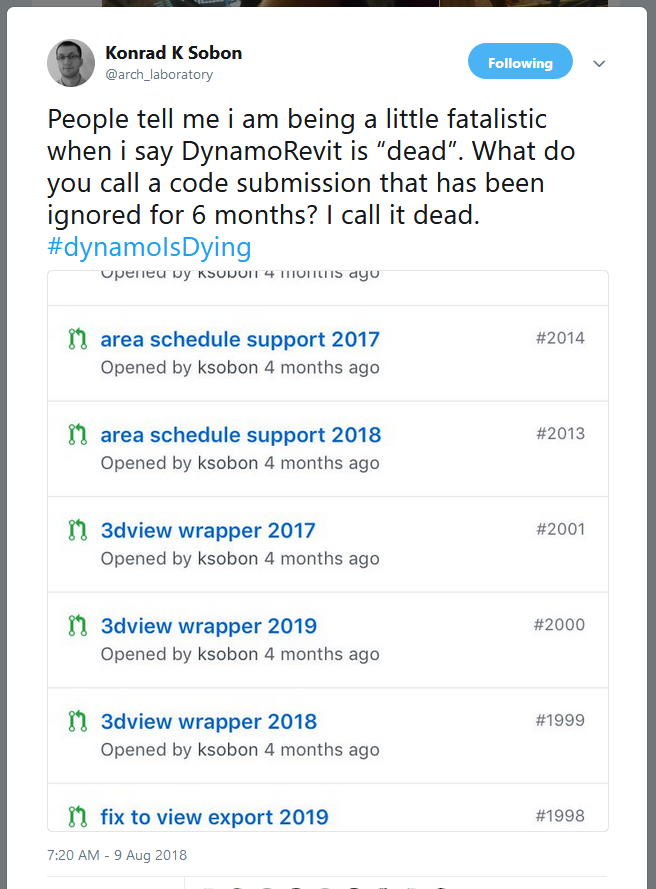 Konrad K Sobon
@arch_laboratory
Following
People tell me i am being a little fatalistic
when i say DynamoRevit is “dead”. What do
you call a code submission that has been
ignored for 6 months? I call it dead.
#dynamoIsDying
Opened by ksobon 4 months ago
area schedule support 2017 #2014
Opened by ksobon 4 months ago
area schedule support 2018 #2013
Opened by ksobon 4 months ago
3dview wrapper 2017 #2001
Opened by ksobon 4 months ago
3dview wrapper 2019 #2000
Opened by ksobon 4 months ago
3dview wrapper 2018 #1999
Opened by ksobon 4 months ago
fix to view export 2019 #1998
7:20 AM - 9 Aug 2018